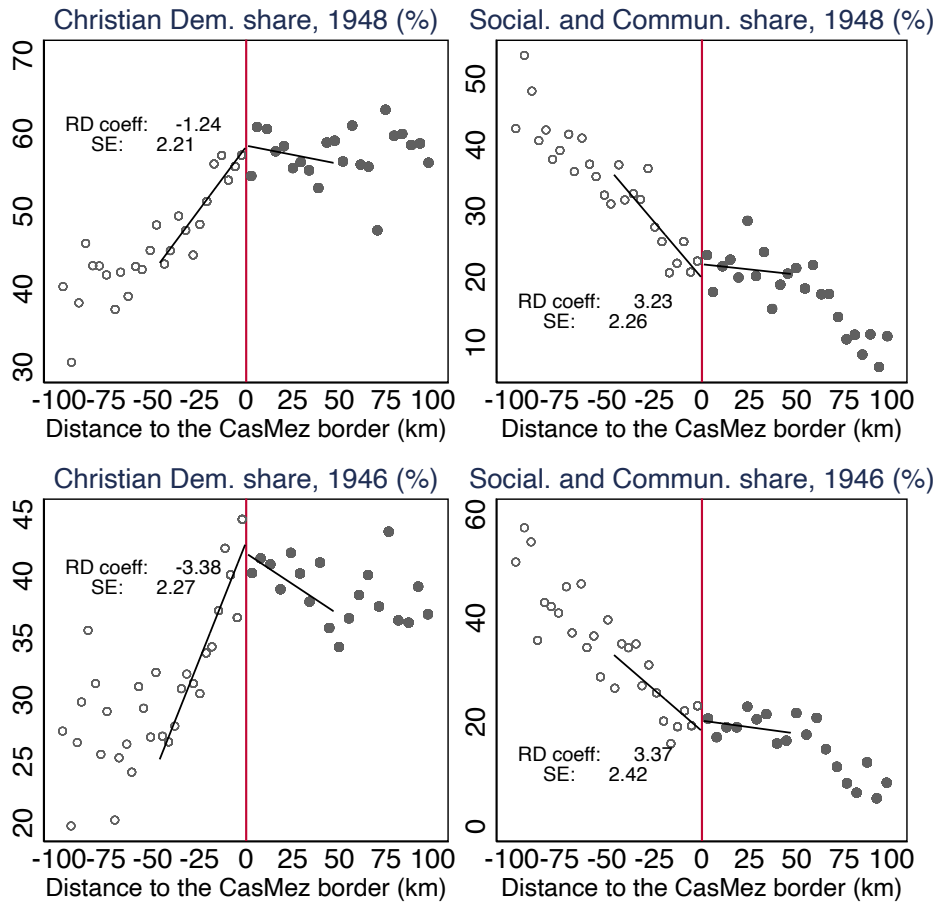 Christian Dem. share, 1948 (%)
70
60
50
40
30
RD coeff: -1.24
SE: 2.21
-100-75 -50 -25 0 25 50 75 100
Distance to the CasMez border (km)
Social. and Commun. share, 1948 (%)
50
40
30
20
10
RD coeff: 3.23
SE: 2.26
-100-75 -50 -25 0 25 50 75 100
Distance to the CasMez border (km)
Christian Dem. share, 1946 (%)
45
40
35
30
25
20
RD coeff: -3.38
SE: 2.27
-100-75 -50 -25 0 25 50 75 100
Distance to the CasMez border (km)
Social. and Commun. share, 1946 (%)
60
40
20
0
RD coeff: 3.37
SE: 2.42
-100-75 -50 -25 0 25 50 75 100
Distance to the CasMez border (km)